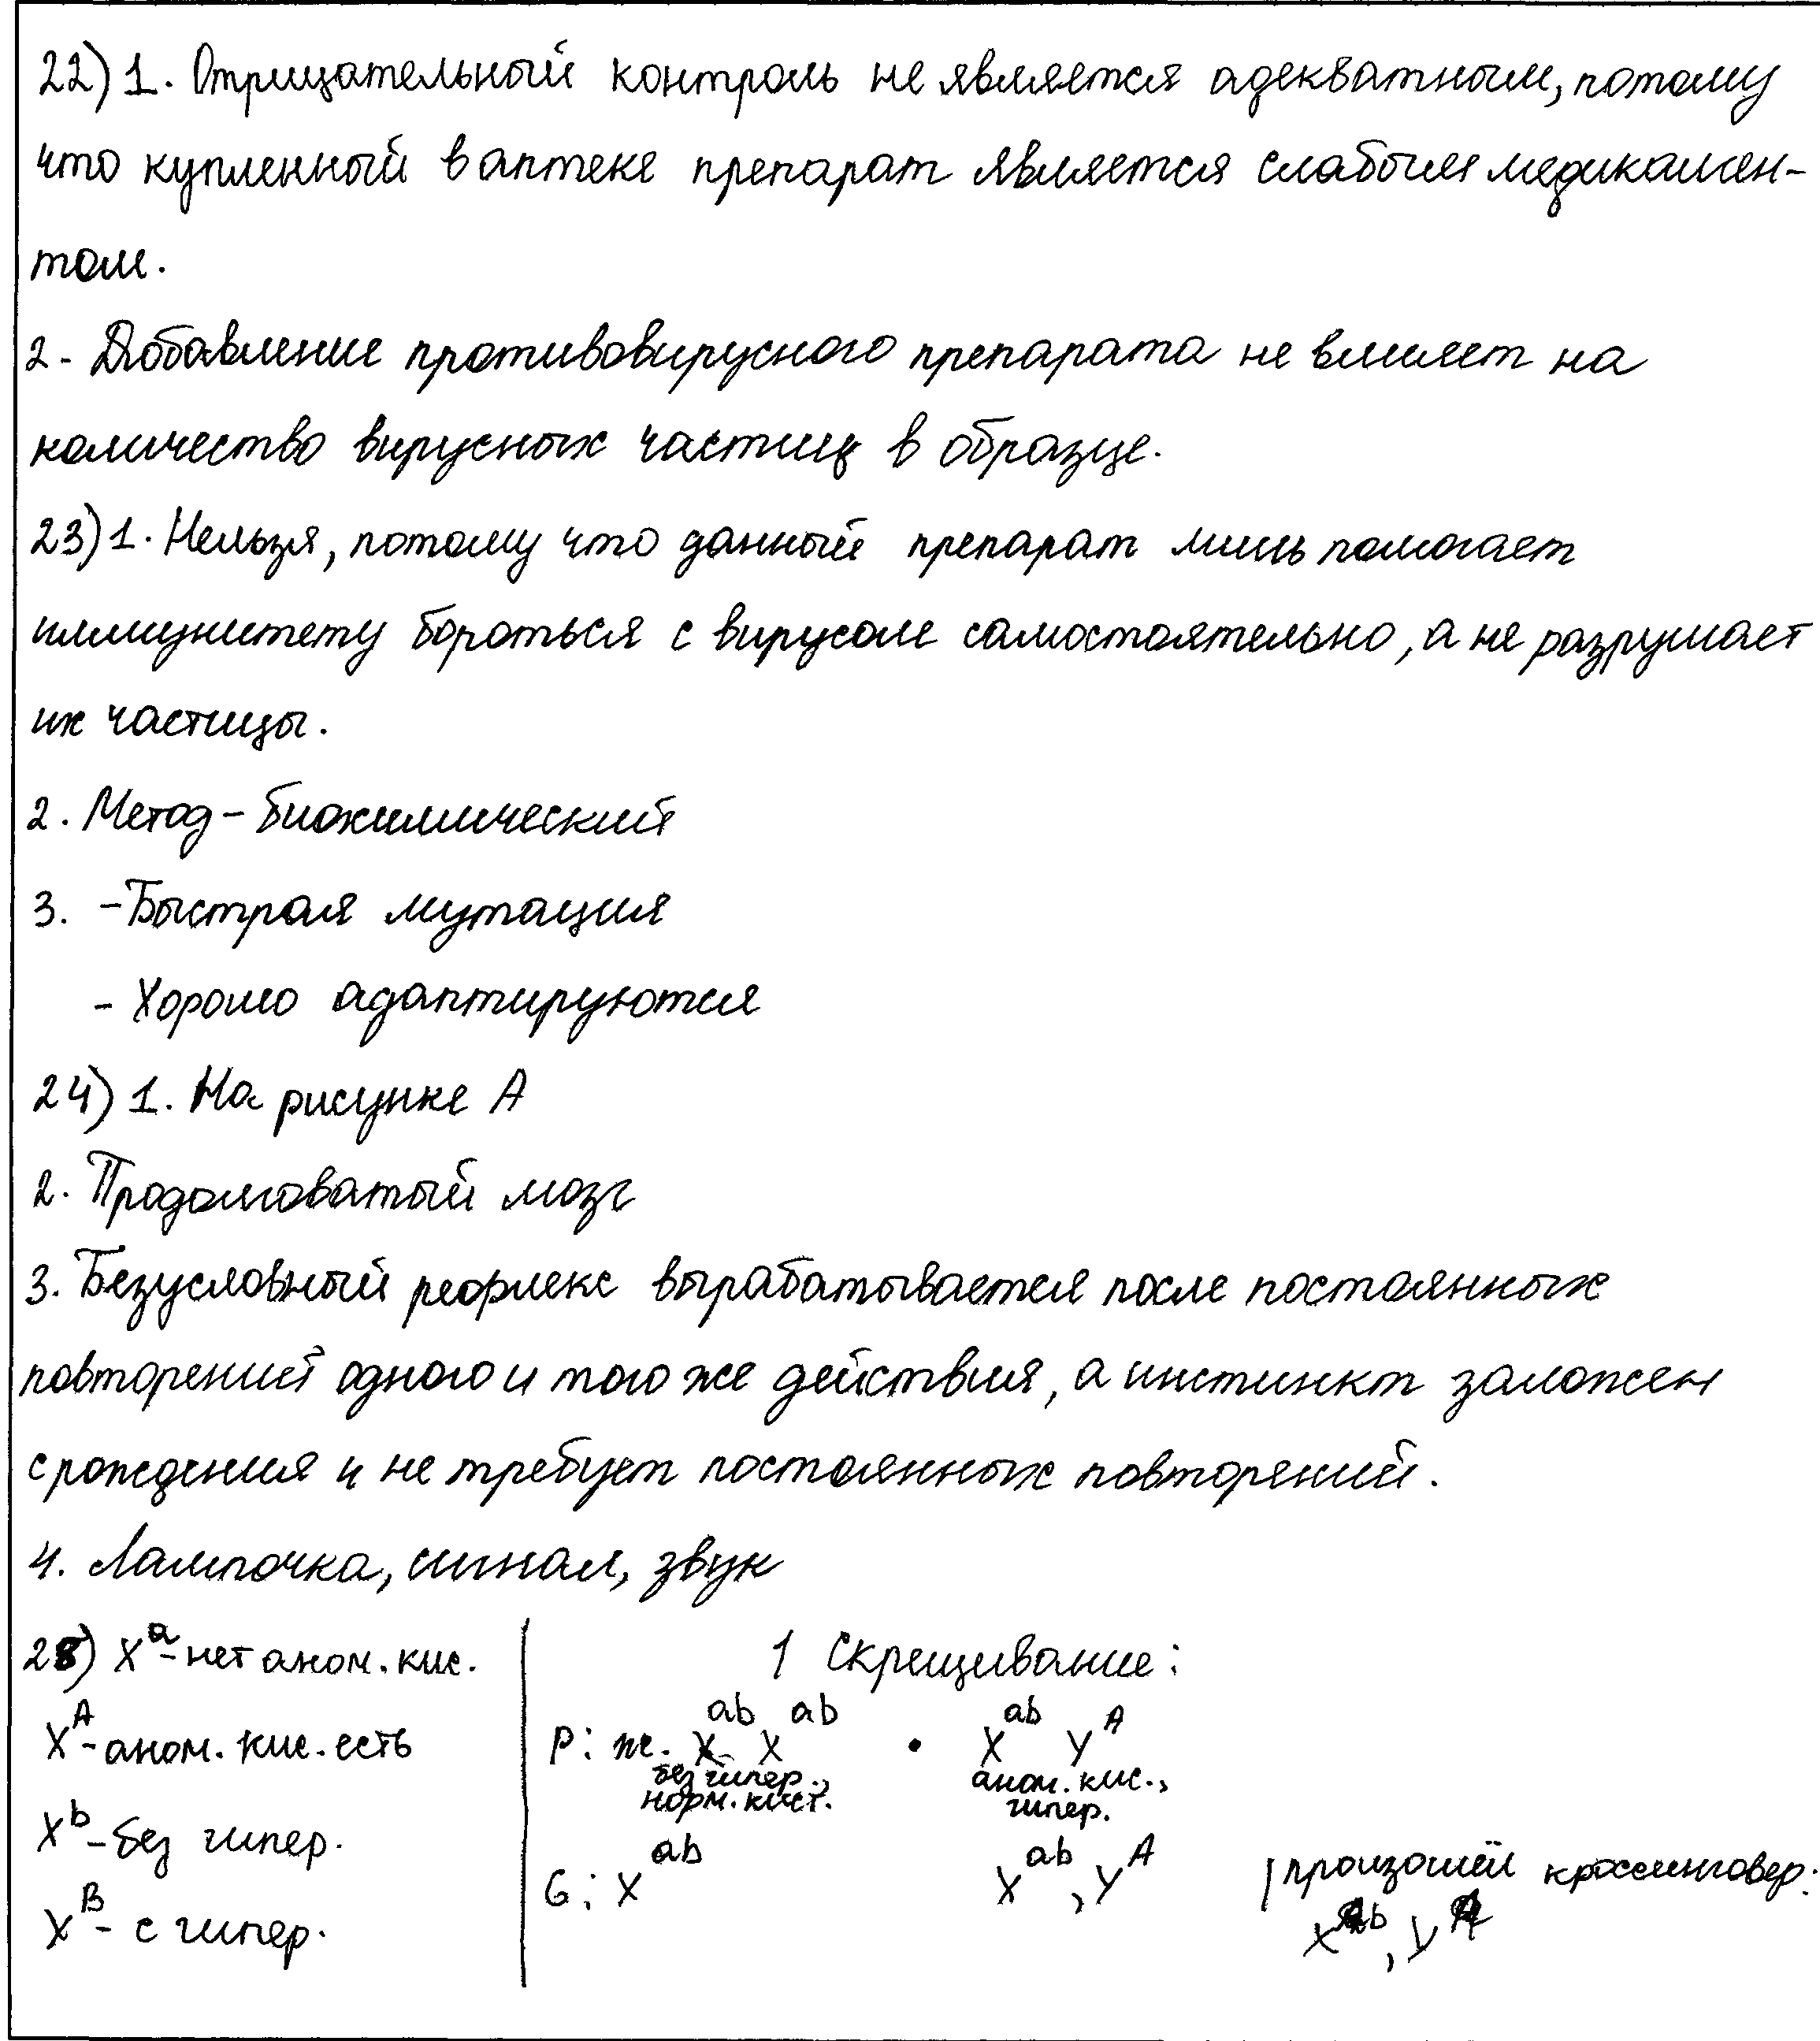 22) 1. Отрицательный контроль не является адекватным, потому
что купленный в аптеке препарат является слабым медикамен-
том.
2. Добавление противовирусного препарата не влияет на
количество вирусных частиц в образце.
23) 1. Нельзя, потому что данный препарат лишь помогает
иммунитету бороться с вирусом самостоятельно, а не разрушает
их частицы.
2. Метод - биохимический
3. - Быстрая мутация
- Хорошо адаптируются
24) 1. На рисунке А
2. Продолговатый мозг
3. Безусловный рефлекс вырабатывается после постоянных
повторений одного и того же действия, а инстинкт заложен
с рождения и не требует постоянных повторений.
4. Лампочка, сигнал, звук
28) X^a - нет аном. кис.
X^A - аном. кис. есть
X^b - без гипер.
X^B - с гипер.
1 Скрещивание:
P: ж. X^ab X^ab · X^ab Y^A
без гипер., аном. кис.,
норм. кист. гипер.
G: X^ab X^ab, Y^A | произошёл кроссинговер: